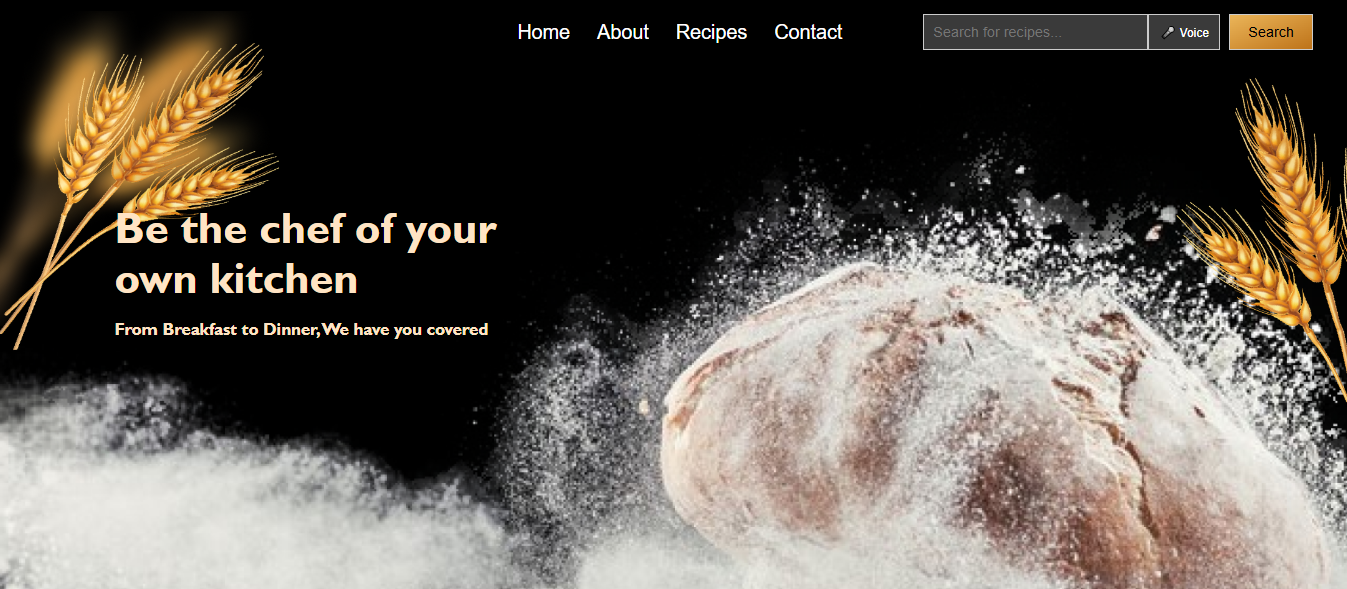 Home About Recipes Contact Search for recipes... Voice Search
Be the chef of your
own kitchen
From Breakfast to Dinner,We have you covered